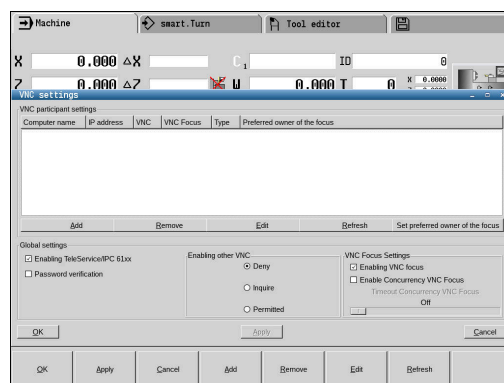 Machine smart.Turn Tool editor
X 0.000 △X C 1 ID 0
Z 0.000 △Z W 0.000 T 0 X 0.0000
VNC settings
VNC participant settings
Computer name IP address VNC VNC Focus Type Preferred owner of the focus
Add Remove Edit Refresh Set preferred owner of the focus
Global settings
Enabling TeleService/IPC 61xx
Password verification
Enabling other VNC
Deny
Inquire
Permitted
VNC Focus Settings
Enabling VNC focus
Enable Concurrency VNC Focus
Timeout Concurrency VNC Focus
Off
OK Apply Cancel
OK Apply Cancel Add Remove Edit Refresh